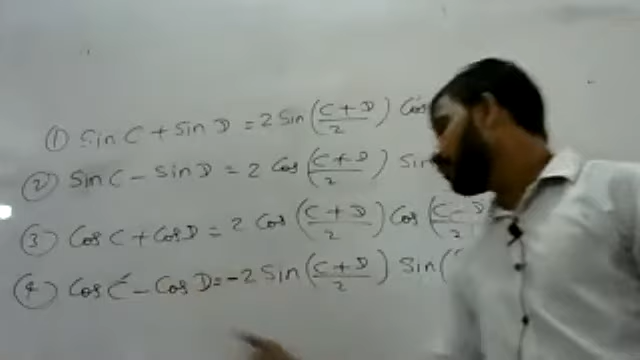 ① Sin C + Sin D = 2 Sin (C+D/2) Cos
② Sin C - Sin D = 2 Cos (C+D/2) Sin
③ Cos C + Cos D = 2 Cos (C+D/2) Cos (C-D/2
④ Cos C - Cos D = -2 Sin (C+D/2) Sin (